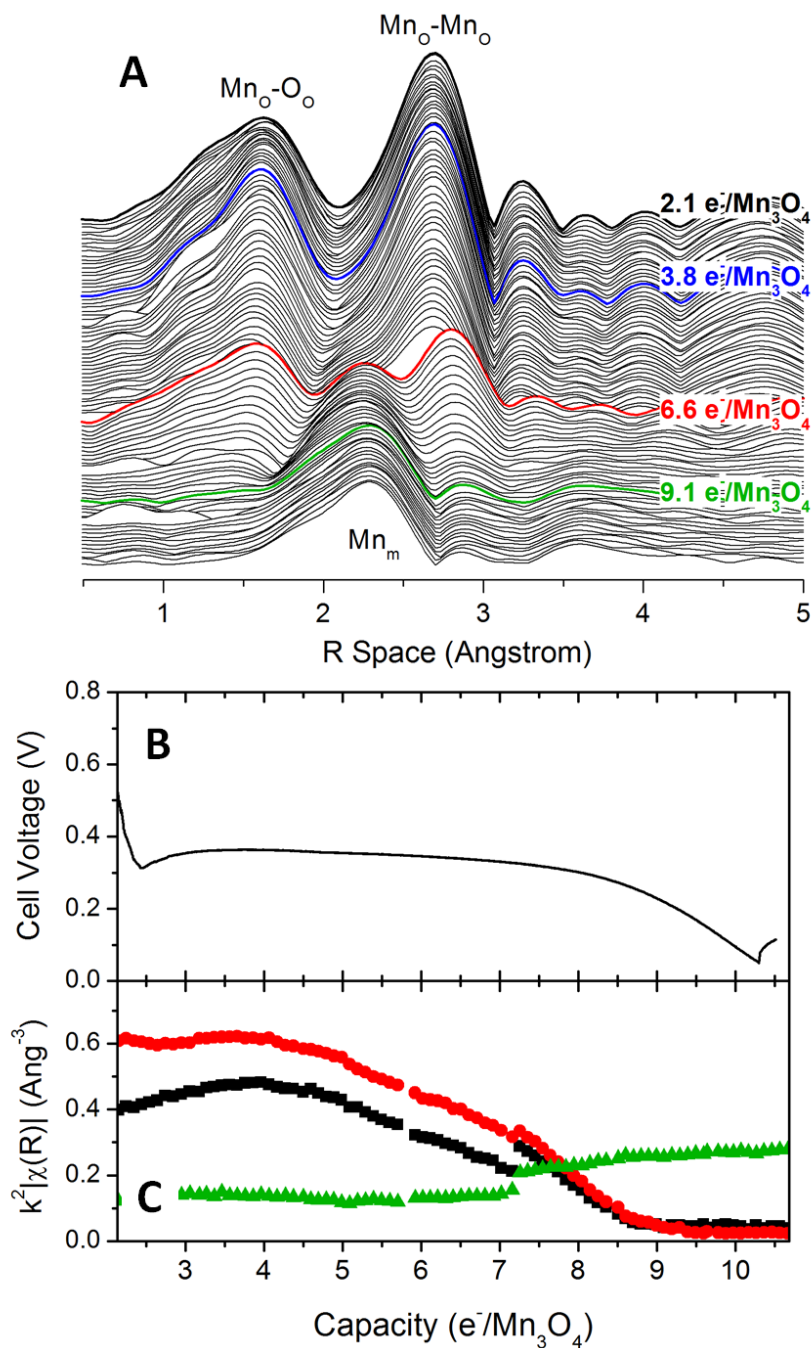 Mnₒ-Mnₒ
A
Mnₒ-Oₒ
2.1 e⁻/Mn₃O₄
3.8 e⁻/Mn₃O₄
6.6 e⁻/Mn₃O₄
9.1 e⁻/Mn₃O₄
Mnₘ
1 2 3 4 5
R Space (Angstrom)
0.8
B
0.6
0.4
0.2
0.0
Cell Voltage (V)
0.6
0.4
0.2
0.0
C
k²|χ(R)| (Ang⁻³)
3 4 5 6 7 8 9 10
Capacity (e⁻/Mn₃O₄)